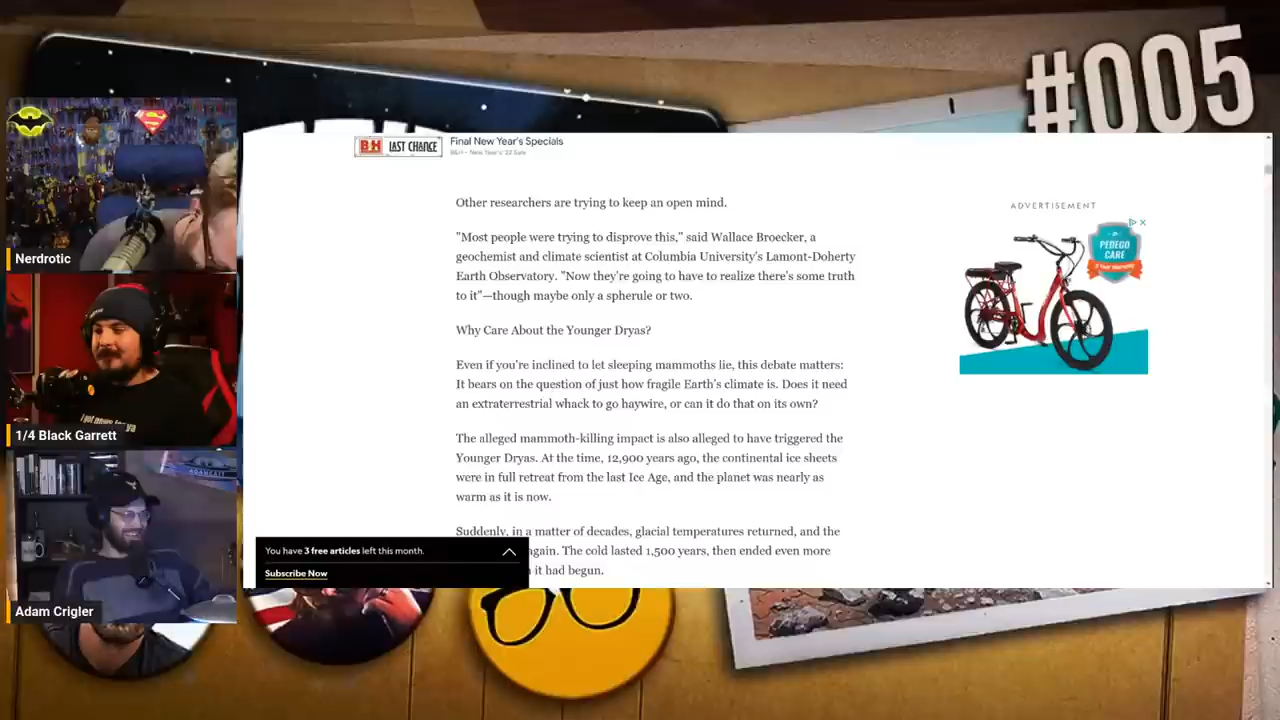 #005
Nerdrotic
1/4 Black Garrett
Adam Crigler
B&H LAST CHANCE
Final New Year's Specials
B&H - New Year's '22 Sale
Other researchers are trying to keep an open mind.
"Most people were trying to disprove this," said Wallace Broecker, a
geochemist and climate scientist at Columbia University's Lamont-Doherty
Earth Observatory. "Now they're going to have to realize there's some truth
to it"—though maybe only a spherule or two.
Why Care About the Younger Dryas?
Even if you're inclined to let sleeping mammoths lie, this debate matters:
It bears on the question of just how fragile Earth's climate is. Does it need
an extraterrestrial whack to go haywire, or can it do that on its own?
The alleged mammoth-killing impact is also alleged to have triggered the
Younger Dryas. At the time, 12,900 years ago, the continental ice sheets
were in full retreat from the last Ice Age, and the planet was nearly as
warm as it is now.
Suddenly, in a matter of decades, glacial temperatures returned, and the
again. The cold lasted 1,500 years, then ended even more
it had begun.
You have 3 free articles left this month.
Subscribe Now
ADVERTISEMENT
PEDEGO
CARE